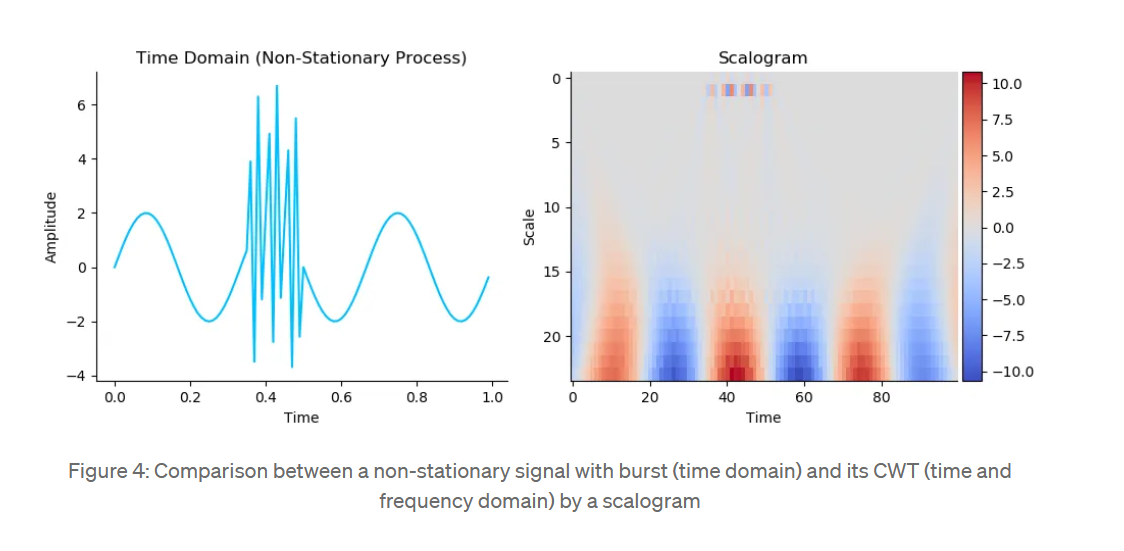 Time Domain (Non-Stationary Process)
Amplitude
6
4
2
0
−2
−4
0.0 0.2 0.4 0.6 0.8 1.0
Time
Scalogram
Scale
0
5
10
15
20
0 20 40 60 80
Time
10.0
7.5
5.0
2.5
0.0
−2.5
−5.0
−7.5
−10.0
Figure 4: Comparison between a non-stationary signal with burst (time domain) and its CWT (time and
frequency domain) by a scalogram